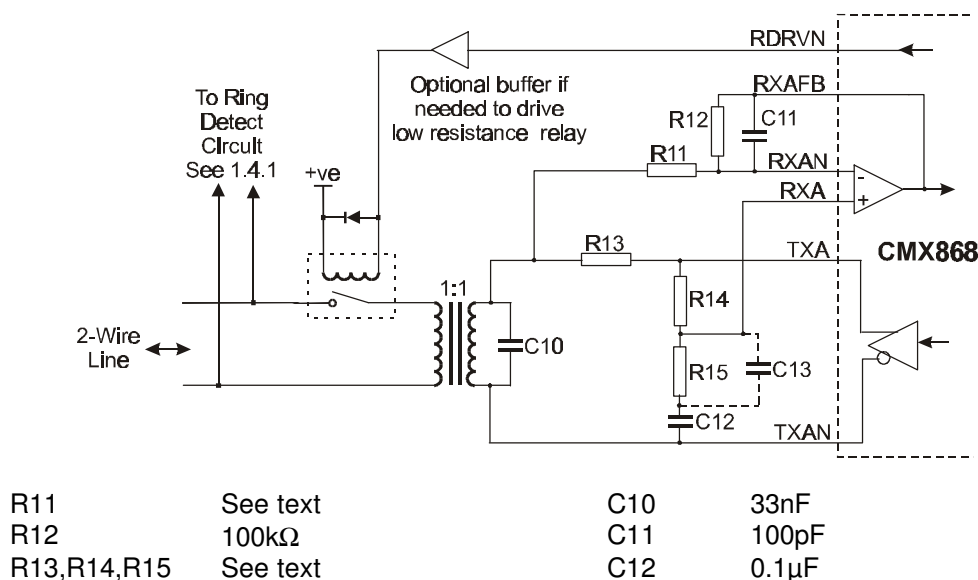 RDRVN
Optional buffer if
needed to drive
low resistance relay
To Ring
Detect
Circuit
See 1.4.1
+ve
RXAFB
R12
C11
R11
RXAN
RXA
-
+
CMX868
R13
TXA
1:1
R14
2-Wire
Line
C10
R15
C13
C12
TXAN
R11 See text C10 33nF
R12 100kΩ C11 100pF
R13,R14,R15 See text C12 0.1µF